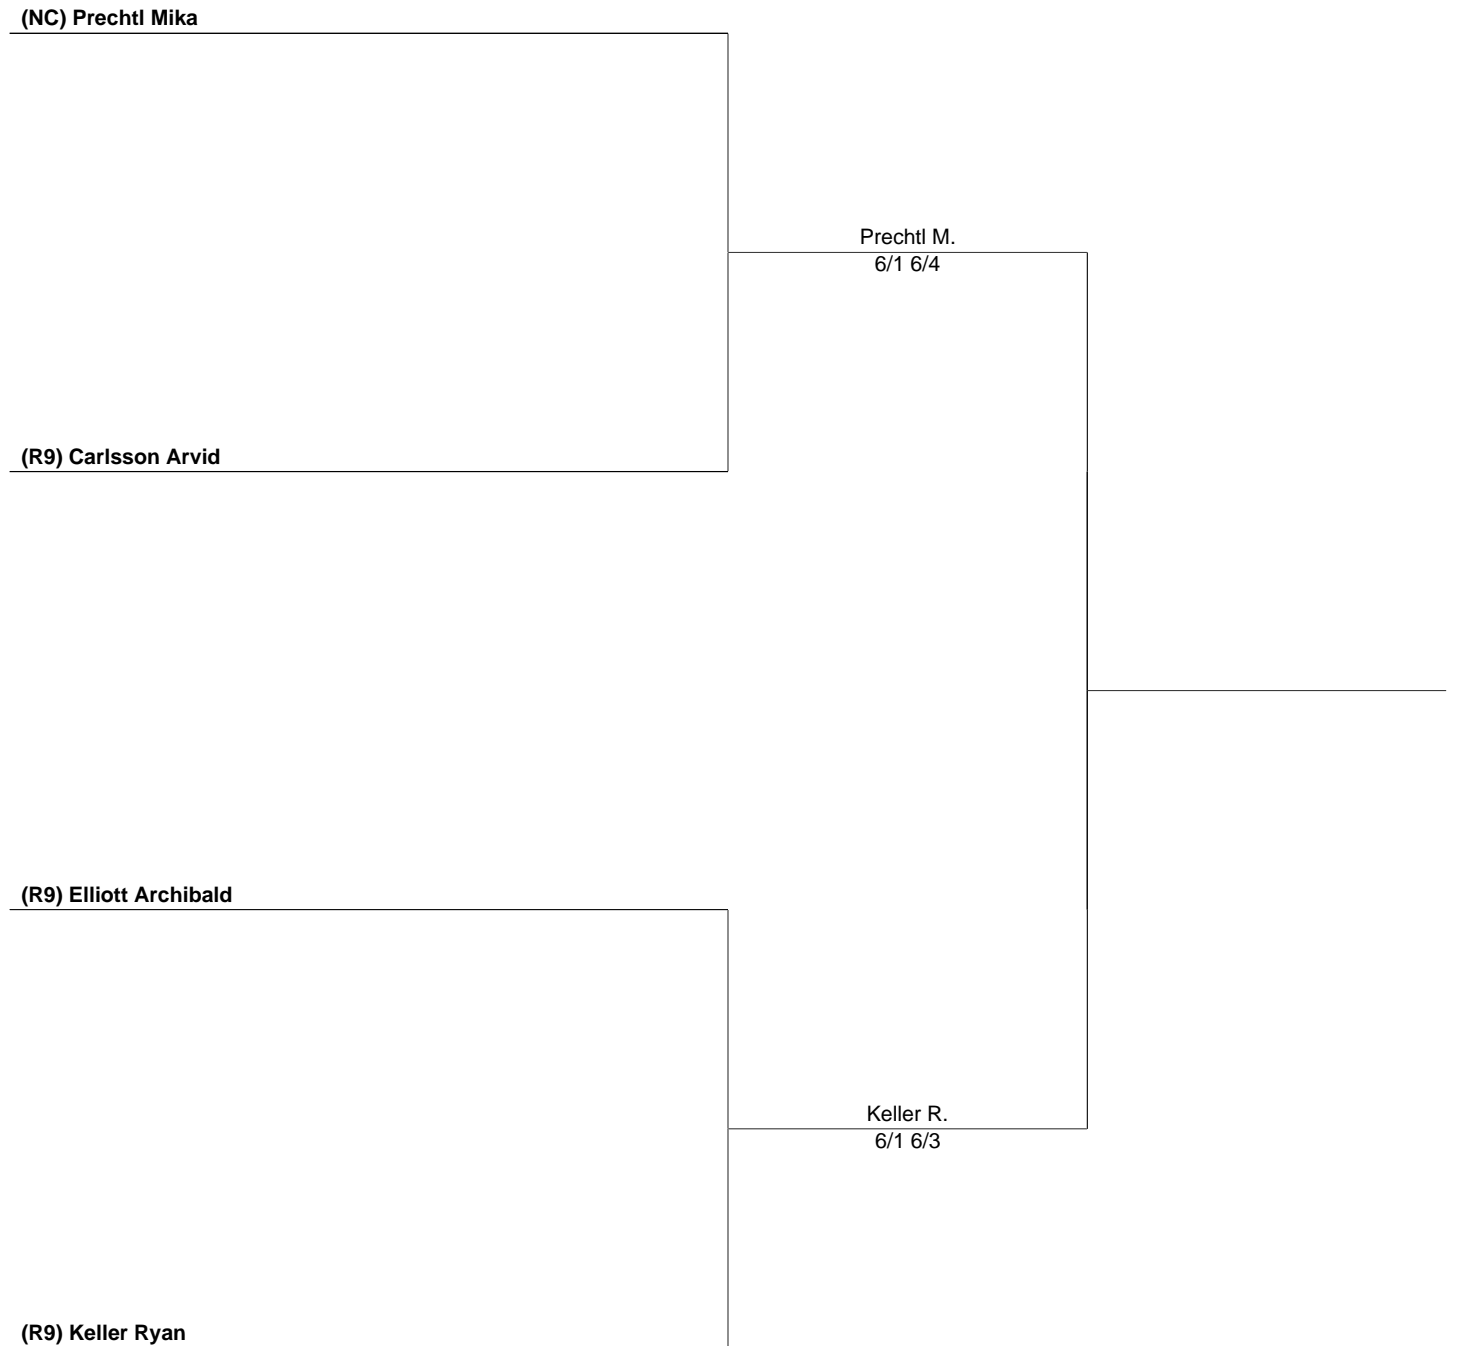 (NC) Prechtl Mika
Prechtl M.
6/1 6/4
(R9) Carlsson Arvid
(R9) Elliott Archibald
Keller R.
6/1 6/3
(R9) Keller Ryan